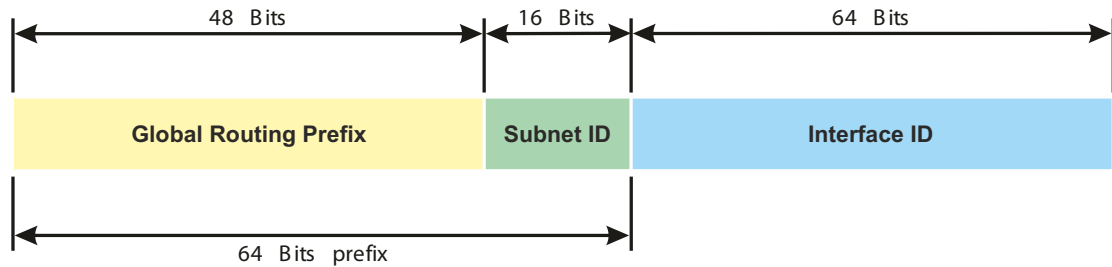 48 Bits
16 Bits
64 Bits
Global Routing Prefix
Subnet ID
Interface ID
64 Bits prefix